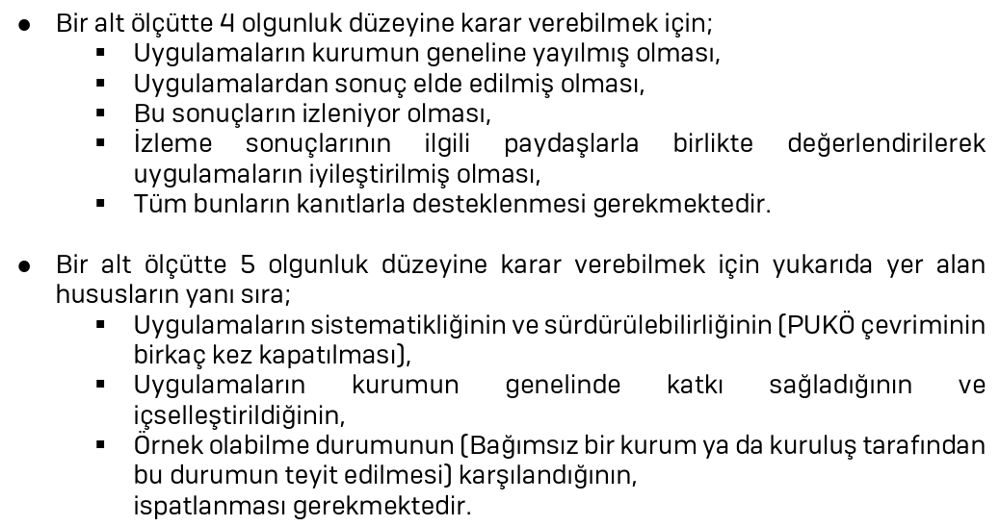 ● Bir alt ölçütte 4 olgunluk düzeyine karar verebilmek için;
▪ Uygulamaların kurumun geneline yayılmış olması,
▪ Uygulamalardan sonuç elde edilmiş olması,
▪ Bu sonuçların izleniyor olması,
▪ İzleme sonuçlarının ilgili paydaşlarla birlikte değerlendirilerek
uygulamaların iyileştirilmiş olması,
▪ Tüm bunların kanıtlarla desteklenmesi gerekmektedir.
● Bir alt ölçütte 5 olgunluk düzeyine karar verebilmek için yukarıda yer alan
hususların yanı sıra;
▪ Uygulamaların sistematikliğinin ve sürdürülebilirliğinin (PUKÖ çevriminin
birkaç kez kapatılması),
▪ Uygulamaların kurumun genelinde katkı sağladığının ve
içselleştirildiğinin,
▪ Örnek olabilme durumunun (Bağımsız bir kurum ya da kuruluş tarafından
bu durumun teyit edilmesi) karşılandığının,
ispatlanması gerekmektedir.